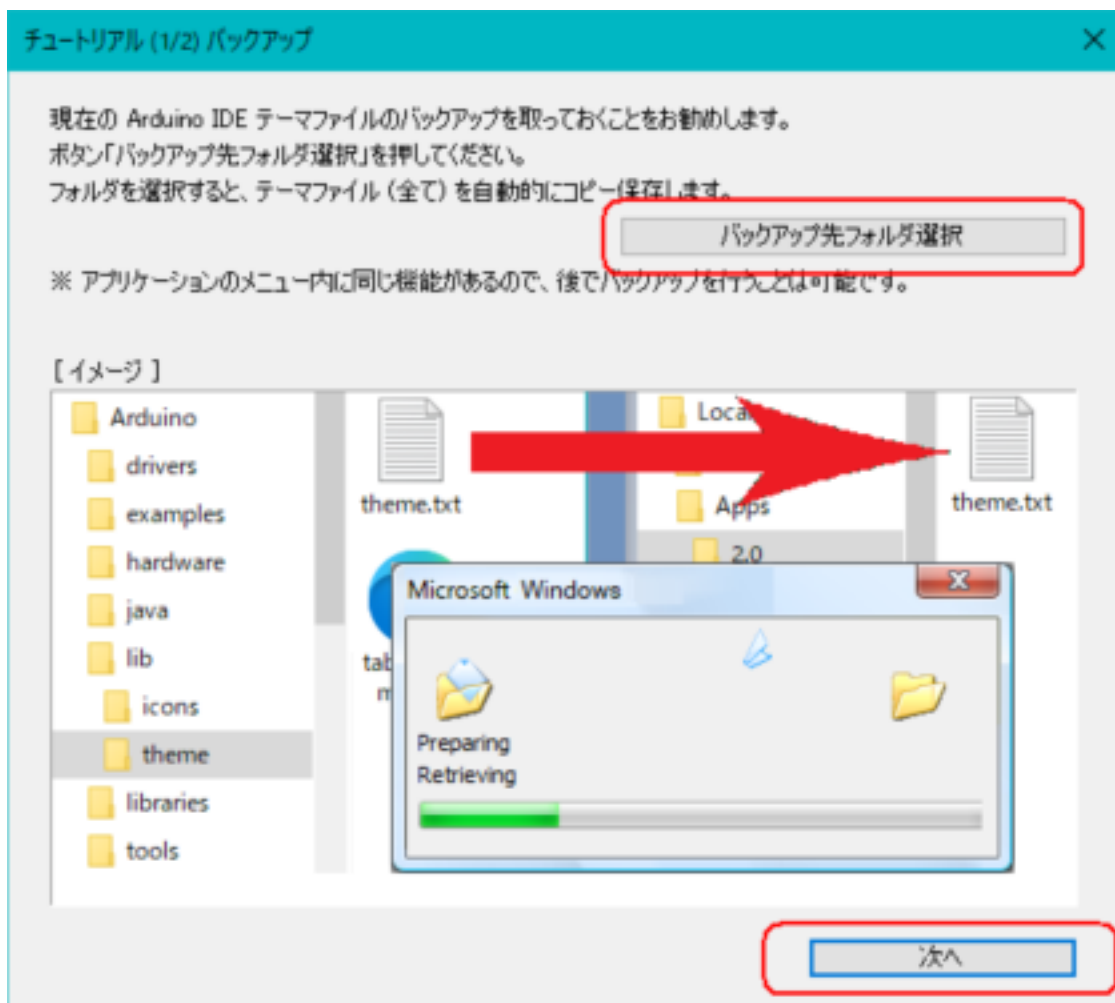 チュートリアル (1/2) バックアップ
現在の Arduino IDE テーマファイルのバックアップを取っておくことをお勧めします。
ボタン「バックアップ先フォルダ選択」を押してください。
フォルダを選択すると、テーマファイル（全て）を自動的にコピー保存します。
バックアップ先フォルダ選択
※ アプリケーションのメニュー内に同じ機能があるので、後でバックアップを行うことは可能です。
[ イメージ ]
Arduino
drivers
examples
hardware
java
lib
icons
theme
libraries
tools
theme.txt
tab
Loca
Apps
2.0
theme.txt
Microsoft Windows
Preparing
Retrieving
次へ